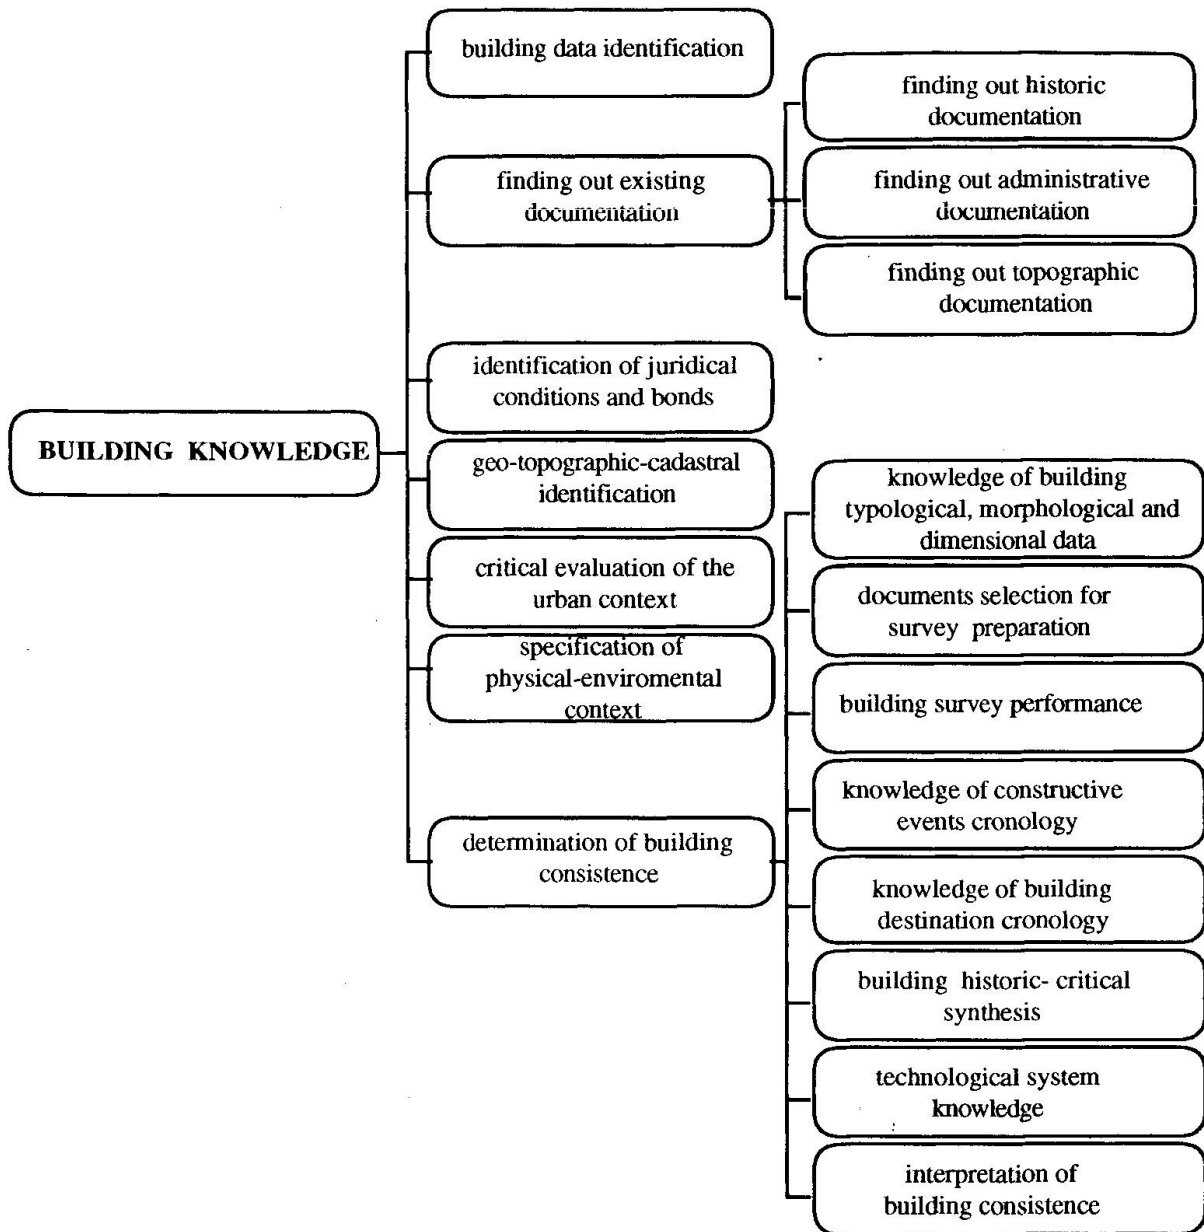 building data identification
finding out existing
documentation
finding out historic
documentation
finding out administrative
documentation
finding out topographic
documentation
identification of juridical
conditions and bonds
BUILDING KNOWLEDGE
geo-topographic-cadastral
identification
critical evaluation of the
urban context
specification of
physical-enviromental
context
determination of building
consistence
knowledge of building
typological, morphological and
dimensional data
documents selection for
survey preparation
building survey performance
knowledge of constructive
events cronology
knowledge of building
destination cronology
building historic- critical
synthesis
technological system
knowledge
interpretation of
building consistence